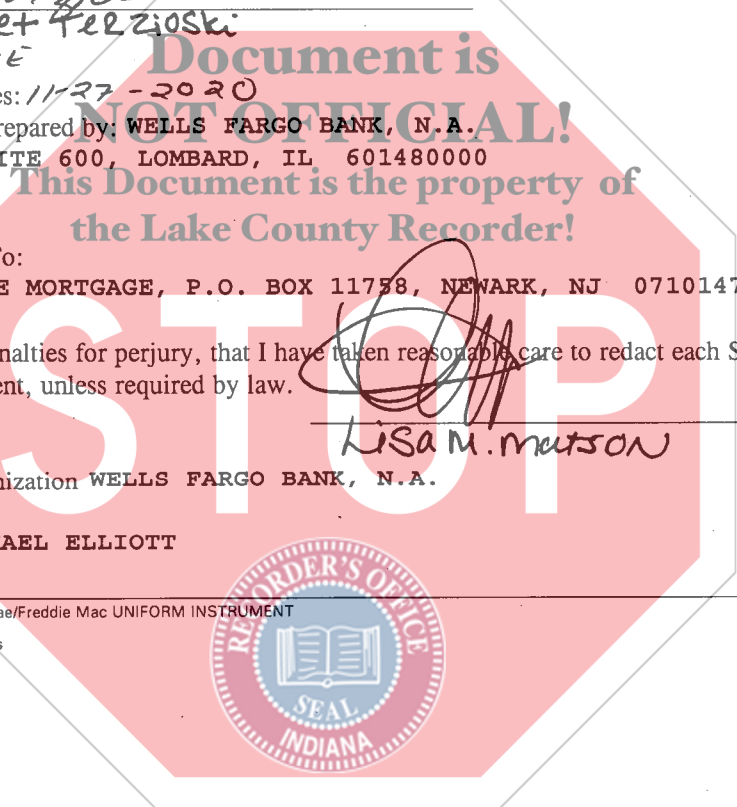 et Terzioski
E
es: 11-27-2020
Document is
NOT OFFICIAL!
repared by: WELLS FARGO BANK, N.A.
ITE 600, LOMBARD, IL 601480000
This Document is the property of
the Lake County Recorder!
o:
E MORTGAGE, P.O. BOX 11758, NEWARK, NJ 0710147
nalties for perjury, that I have taken reasonable care to redact each S
ent, unless required by law.
LiSa M. matSON
nization WELLS FARGO BANK, N.A.
AEL ELLIOTT
ae/Freddie Mac UNIFORM INSTRUMENT
s
STOP
RECORDER'S OFFICE
SEAL
INDIANA